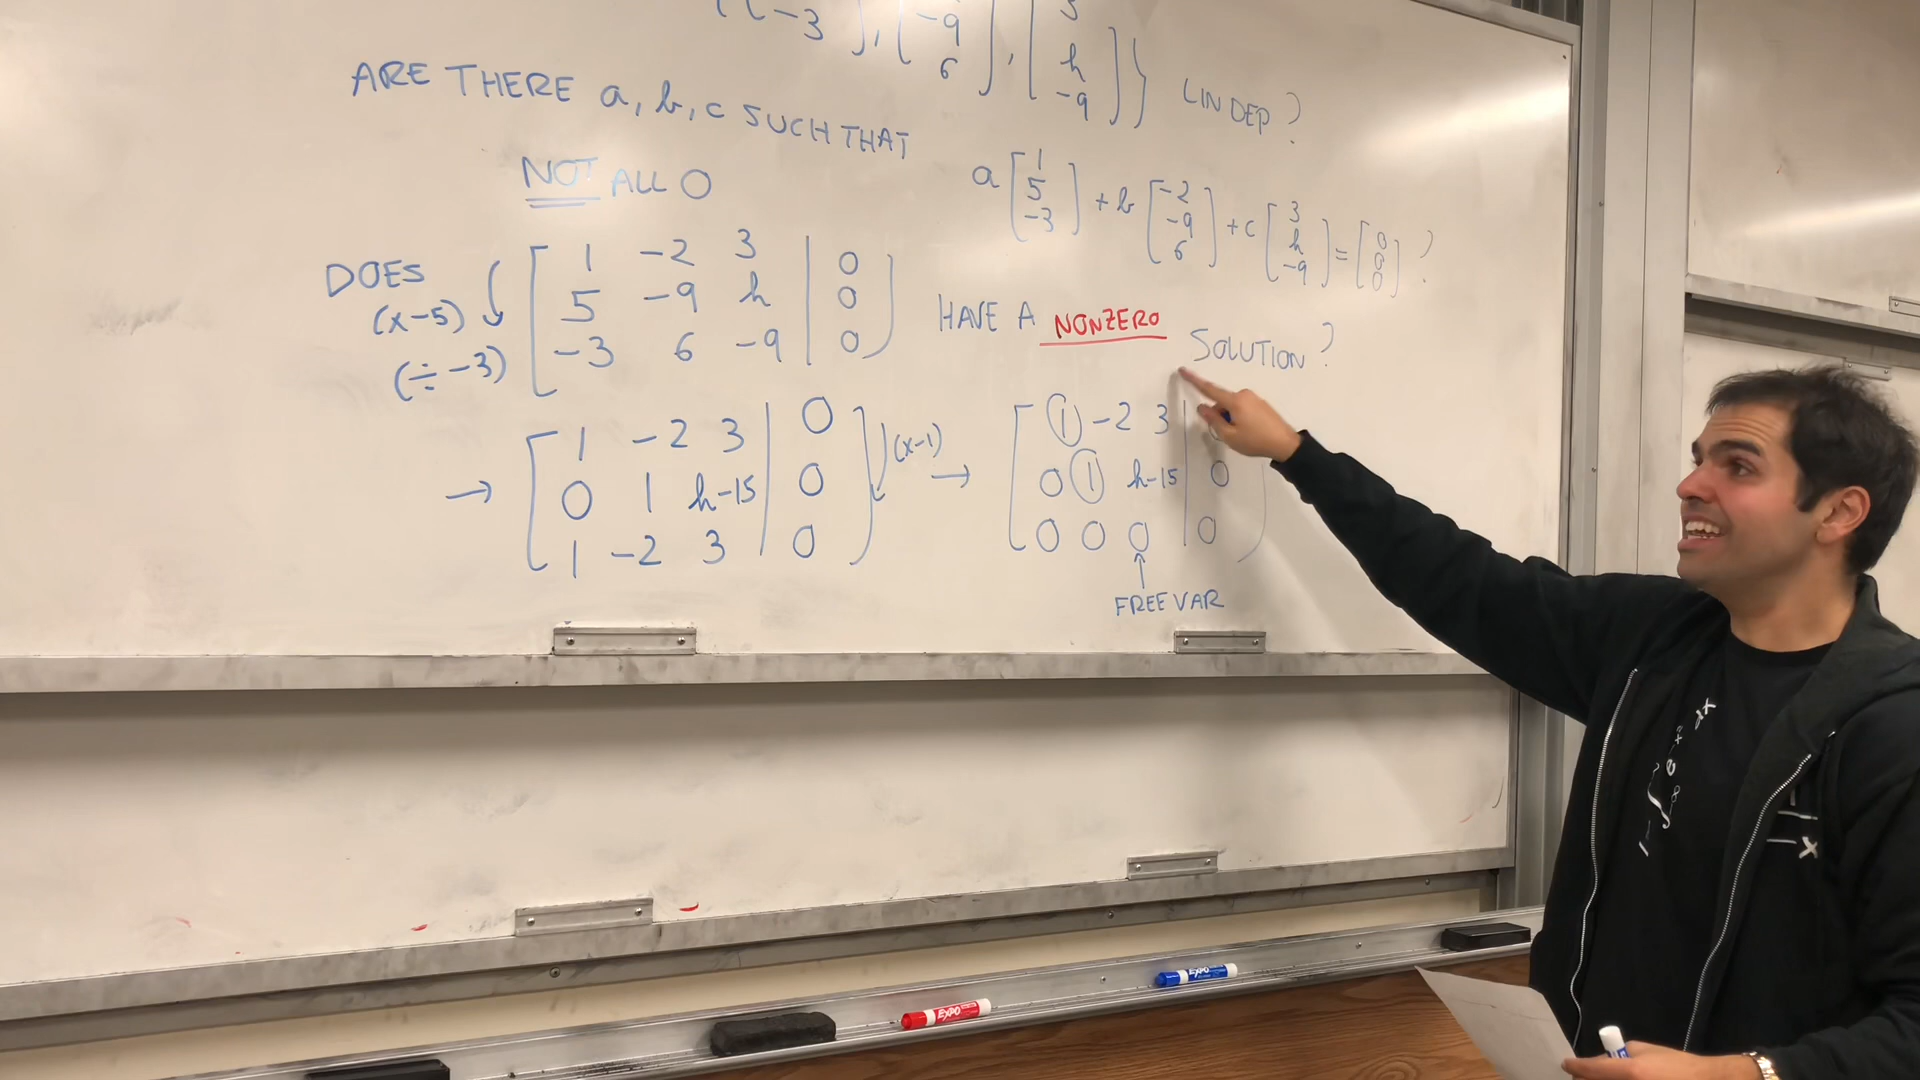 -3], [-9 6], [3 h -9]} LIN DEP?
ARE THERE a, b, c SUCH THAT
NOT ALL 0
a[1 5 -3] + b[-2 -9 6] + c[3 h -9] = [0 0 0]?
DOES
(x-5)
(÷ -3)
1 -2 3 | 0
5 -9 h | 0
-3 6 -9 | 0
HAVE A NONZERO SOLUTION?
→ 1 -2 3 | 0
0 1 h-15 | 0
1 -2 3 | 0
(x-1)
→ 1 -2 3 |
0 1 h-15 | 0
0 0 0 | 0
↑
FREE VAR
EXPO
EXPO